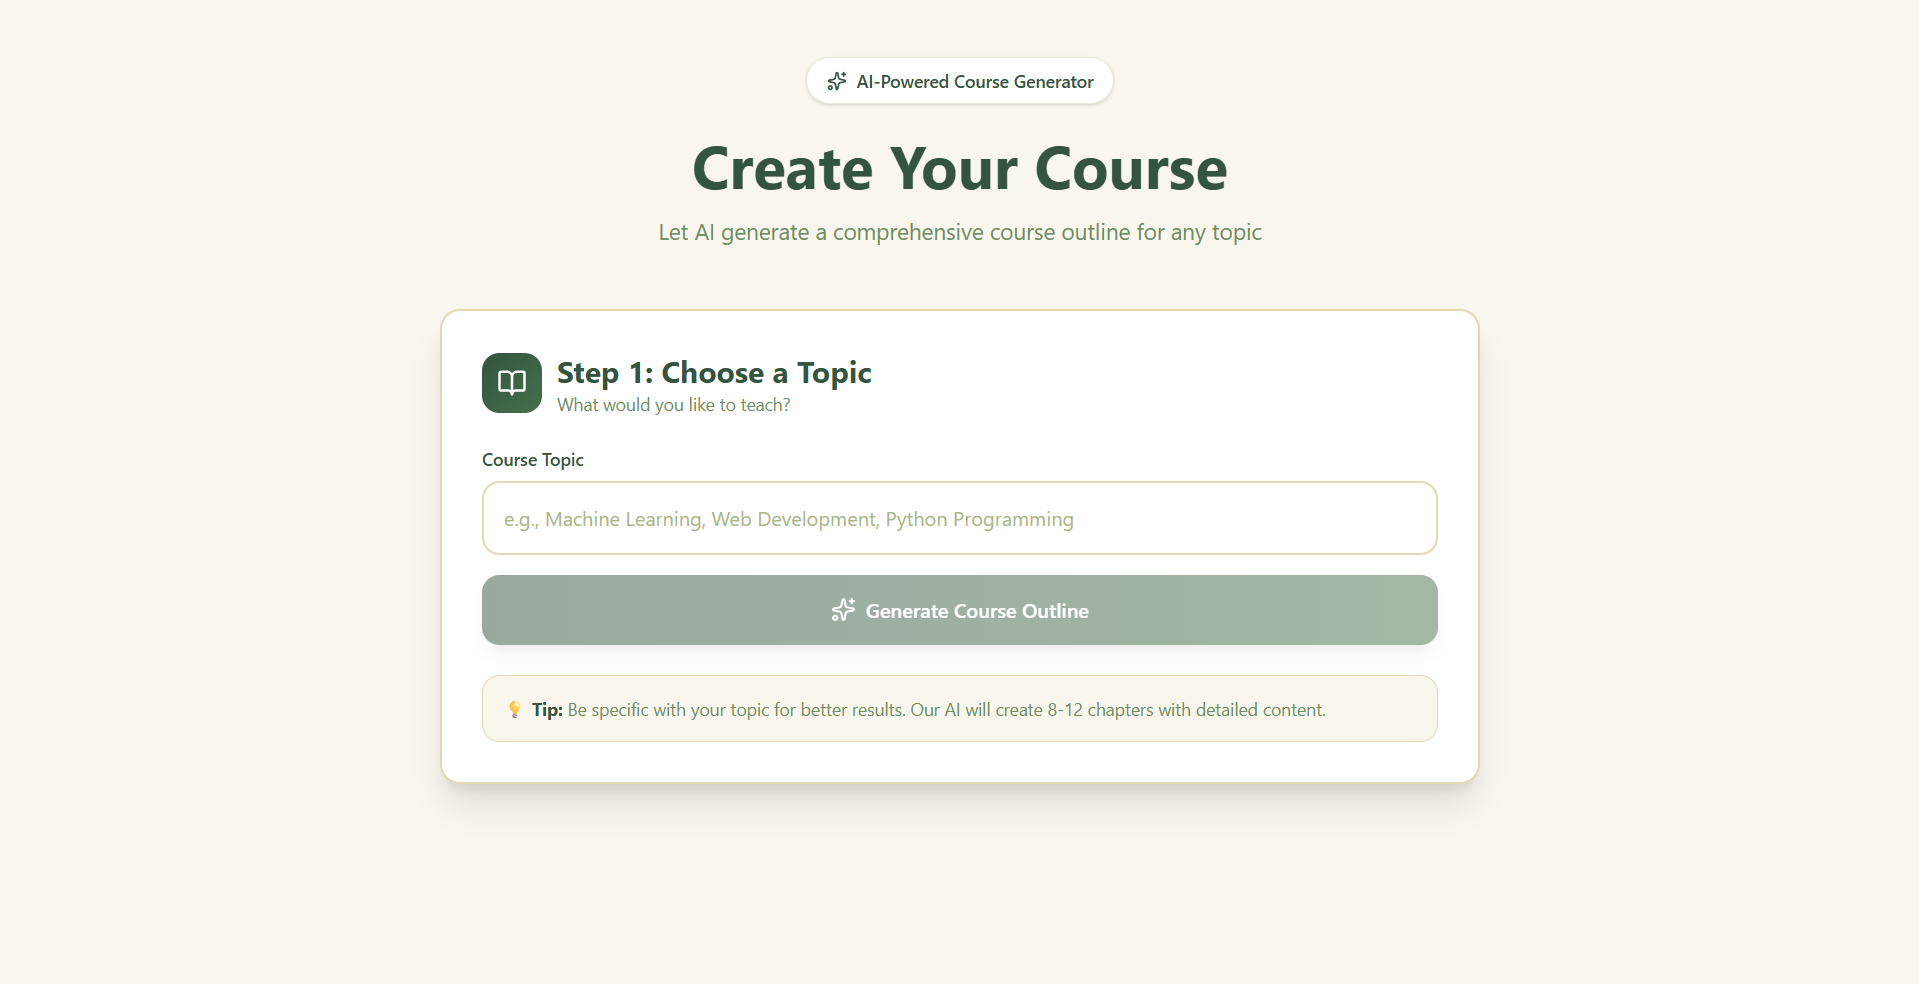 AI-Powered Course Generator
Create Your Course
Let AI generate a comprehensive course outline for any topic
Step 1: Choose a Topic
What would you like to teach?
Course Topic
e.g., Machine Learning, Web Development, Python Programming
Generate Course Outline
💡 Tip: Be specific with your topic for better results. Our AI will create 8-12 chapters with detailed content.